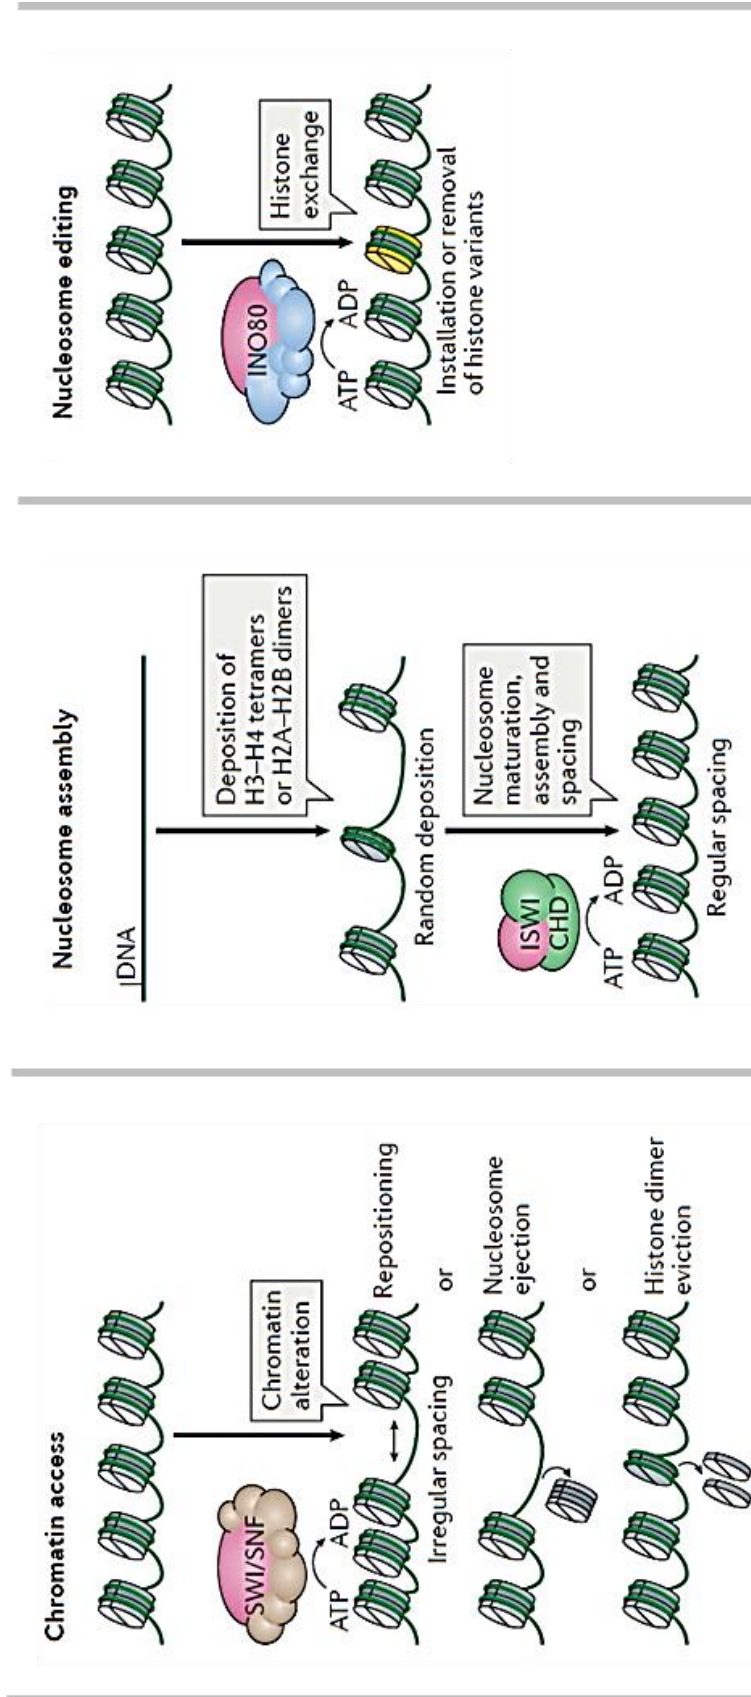 Chromatin access
SWI/SNF
ATP
ADP
Chromatin
alteration
Repositioning
Irregular spacing
or
Nucleosome
ejection
or
Histone dimer
eviction
Nucleosome assembly
DNA
Deposition of
H3–H4 tetramers
or H2A–H2B dimers
Random deposition
ISWI
CHD
ATP
ADP
Nucleosome
maturation,
assembly and
spacing
Regular spacing
Nucleosome editing
INO80
ATP
ADP
Histone
exchange
Installation or removal
of histone variants